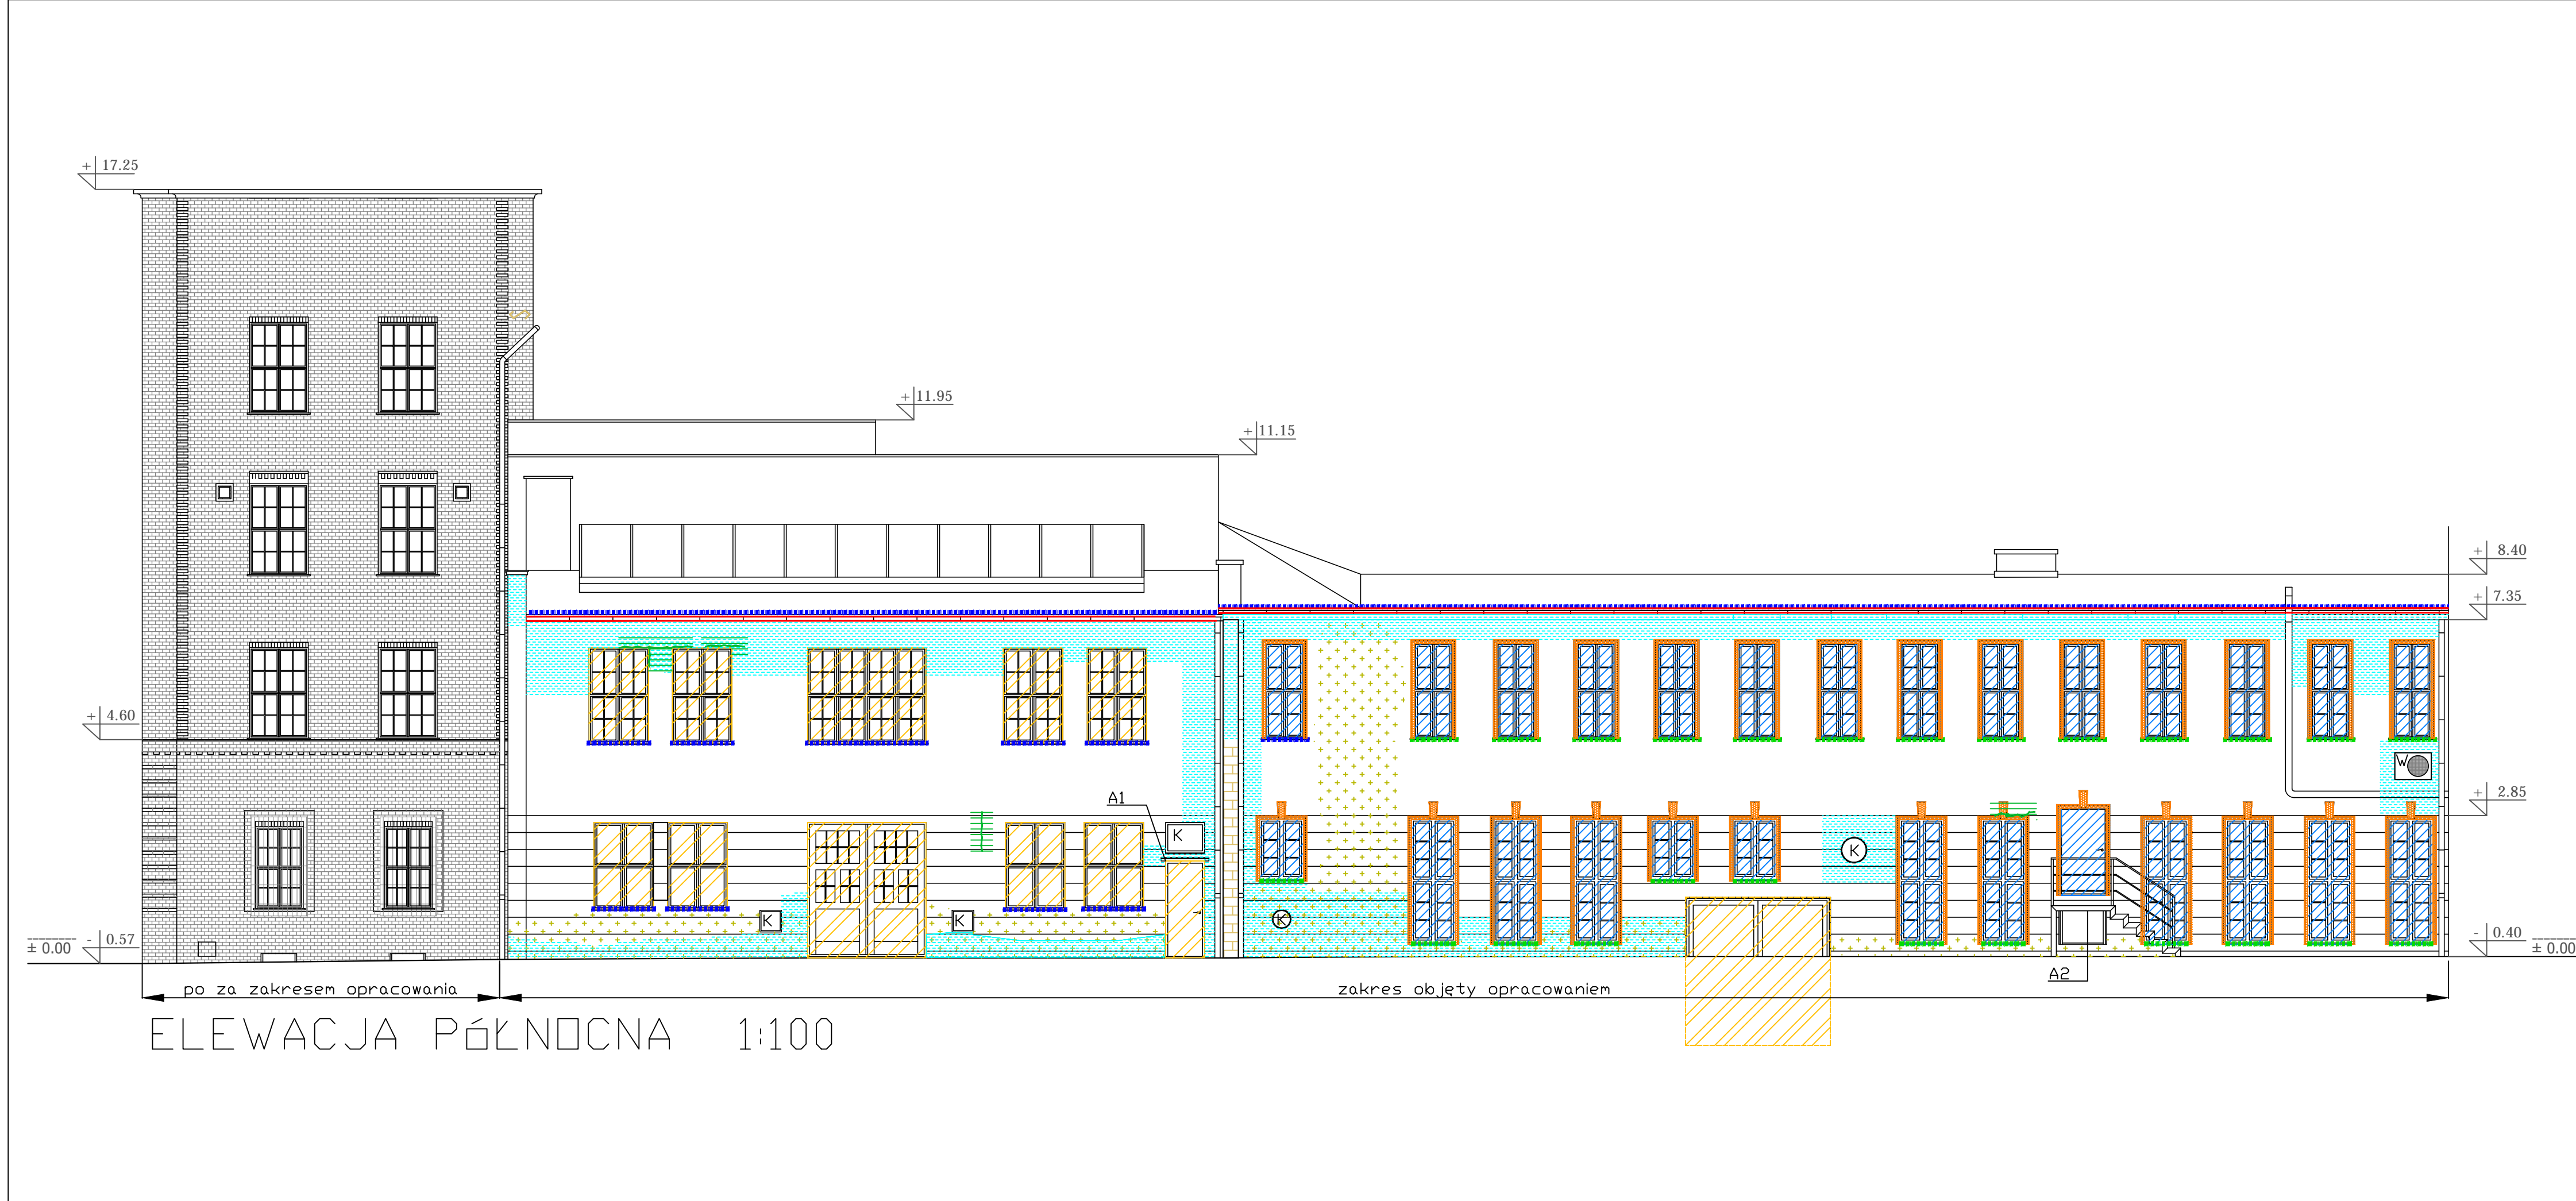 + 17.25
+ 11.95
+ 11.15
+ 8.40
+ 7.35
+ 4.60
W
+ 2.85
A1
K
K
K
K
K
- 0.57
± 0.00
- 0.40
± 0.00
A2
po za zakresem opracowania
zakres objęty opracowaniem
ELEWACJA PÓŁNOCNA 1:100